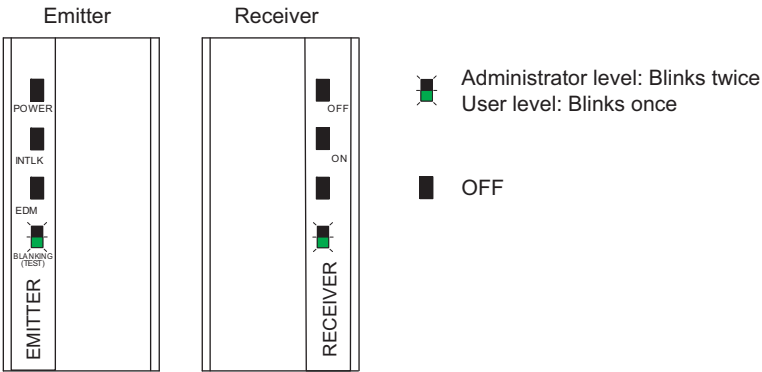 Emitter
Receiver
POWER
INTLK
EDM
BLANKING
(TEST)
EMITTER
OFF
ON
RECEIVER
Administrator level: Blinks twice
User level: Blinks once
OFF